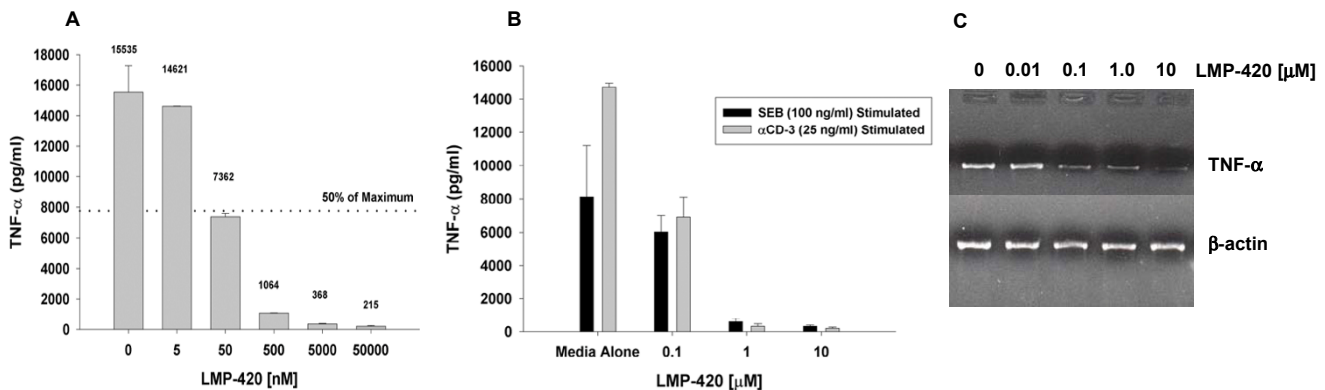 A
15535
14621
7362
1064
368
215
50% of Maximum
18000
16000
14000
12000
10000
8000
6000
4000
2000
0
TNF-α (pg/ml)
0 5 50 500 5000 50000
LMP-420 [nM]
B
16000
14000
12000
10000
8000
6000
4000
2000
0
TNF-α (pg/ml)
SEB (100 ng/ml) Stimulated
αCD-3 (25 ng/ml) Stimulated
Media Alone 0.1 1 10
LMP-420 [µM]
C
0 0.01 0.1 1.0 10 LMP-420 [µM]
TNF-α
β-actin